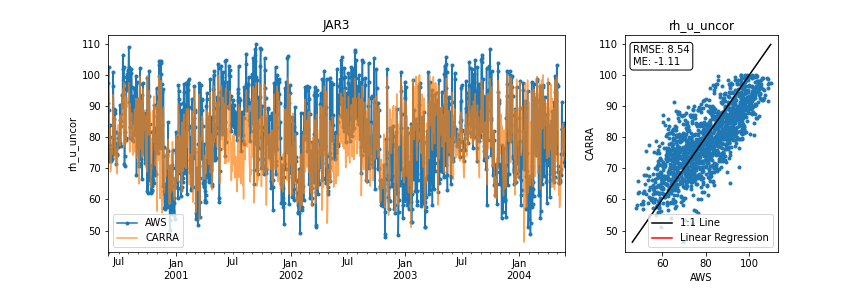 JAR3
rh_u_uncor
110
100
90
80
70
60
50
rh_u_uncor
AWS
CARRA
Jul
Jan
2001
Jul
Jan
2002
Jul
Jan
2003
Jul
Jan
2004
rh_u_uncor
RMSE: 8.54
ME: -1.11
110
100
90
80
70
60
50
CARRA
1:1 Line
Linear Regression
60
80
100
AWS